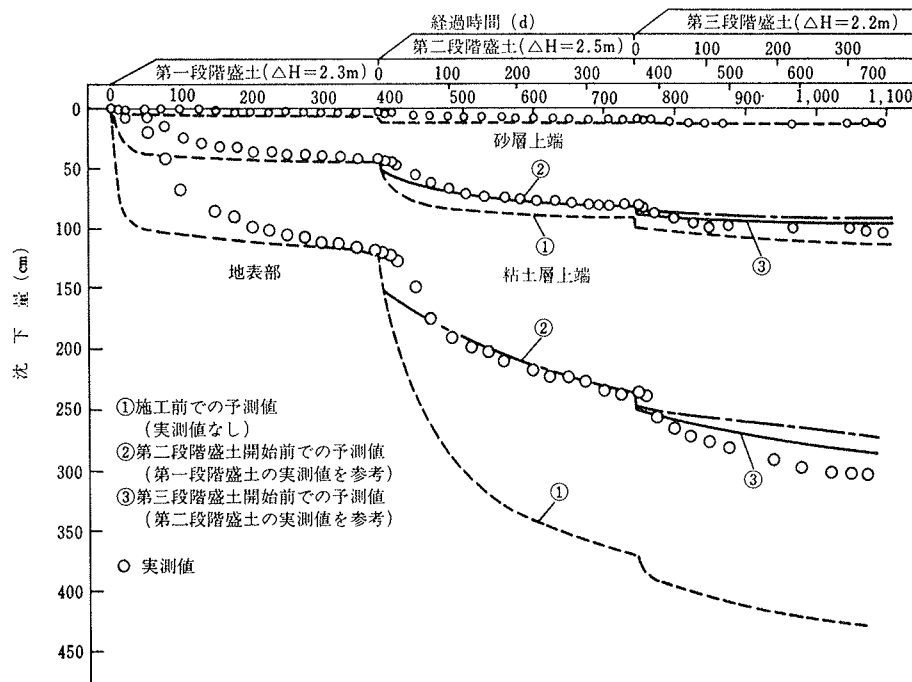 経過時間(d)
第三段階盛土(△H=2.2m)
第二段階盛土(△H=2.5m)
0 100 200 300
第一段階盛土(△H=2.3m)
0 100 200 300
0 100 200 300 400 500 600 700 800 900 1,000 1,100
400 500 600 700
0
50
100
150
200
250
300
350
400
450
沈下量(cm)
砂層上端
②
①
③
地表部
粘土層上端
②
③
①
①施工前での予測値
(実測値なし)
②第二段階盛土開始前での予測値
(第一段階盛土の実測値を参考)
③第三段階盛土開始前での予測値
(第二段階盛土の実測値を参考)
○ 実測値